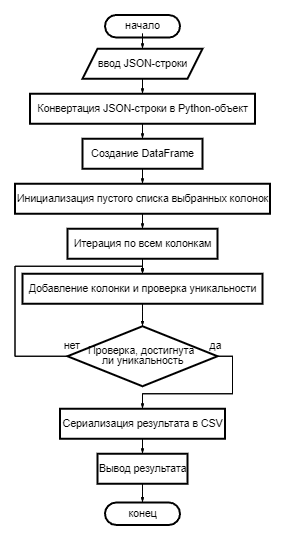 начало
ввод JSON-строки
Конвертация JSON-строки в Python-объект
Создание DataFrame
Инициализация пустого списка выбранных колонок
Итерация по всем колонкам
Добавление колонки и проверка уникальности
нет
да
Проверка, достигнута
ли уникальность
Сериализация результата в CSV
Вывод результата
конец